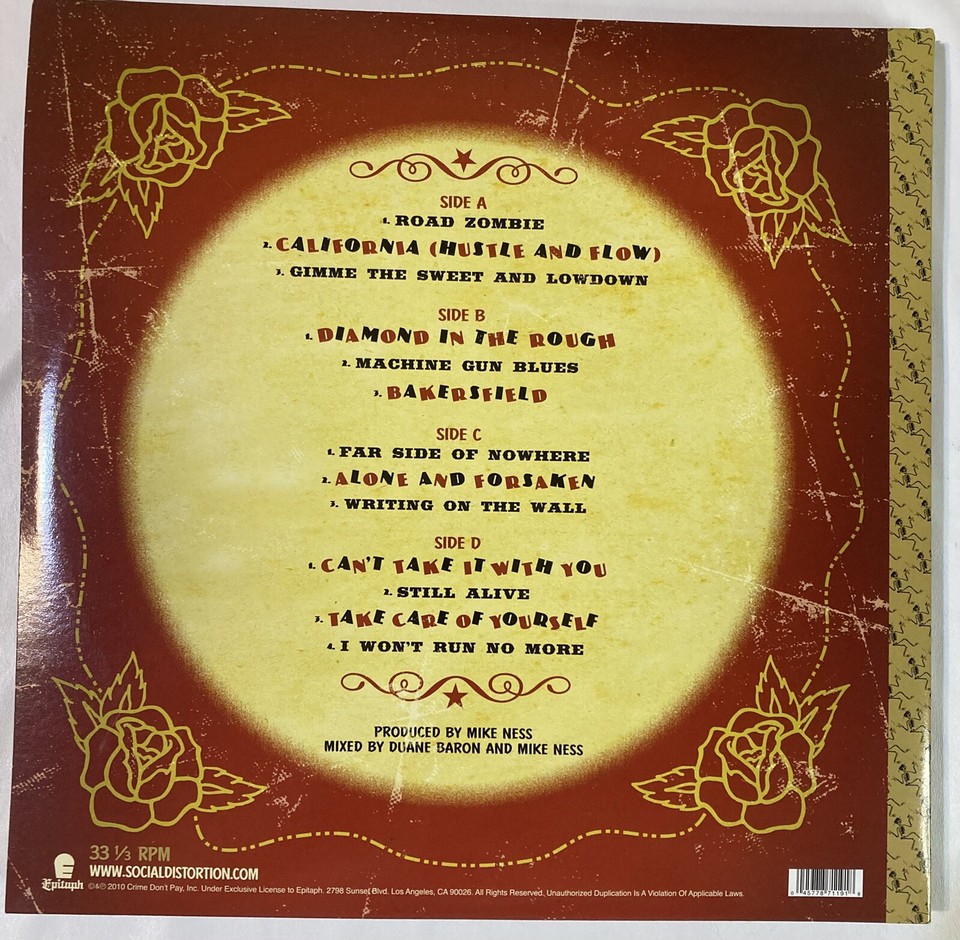 SIDE A
1. ROAD ZOMBIE
2. CALIFORNIA (HUSTLE AND FLOW)
3. GIMME THE SWEET AND LOWDOWN
SIDE B
1. DIAMOND IN THE ROUGH
2. MACHINE GUN BLUES
3. BAKERSFIELD
SIDE C
1. FAR SIDE OF NOWHERE
2. ALONE AND FORSAKEN
3. WRITING ON THE WALL
SIDE D
1. CAN'T TAKE IT WITH YOU
2. STILL ALIVE
3. TAKE CARE OF YOURSELF
4. I WON'T RUN NO MORE
PRODUCED BY MIKE NESS
MIXED BY DUANE BARON AND MIKE NESS
33 1/3 RPM
WWW.SOCIALDISTORTION.COM
Epitaph ©&℗ 2010 Crime Don't Pay, Inc. Under Exclusive License to Epitaph. 2798 Sunset Blvd. Los Angeles, CA 90026. All Rights Reserved. Unauthorized Duplication Is A Violation Of Applicable Laws.
0 45778 71191 8